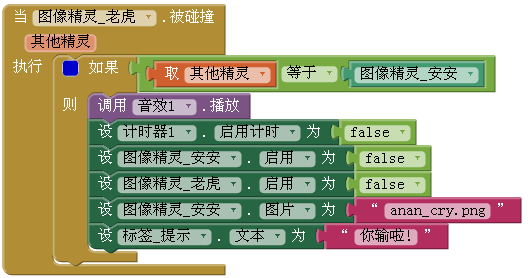 当 图像精灵_老虎 .被碰撞
其他精灵
执行 如果 取 其他精灵 等于 图像精灵_安安
则 调用 音效1 .播放
设 计时器1 . 启用计时 为 false
设 图像精灵_安安 . 启用 为 false
设 图像精灵_老虎 . 启用 为 false
设 图像精灵_安安 . 图片 为 “ anan_cry.png ”
设 标签_提示 . 文本 为 “ 你输啦! ”